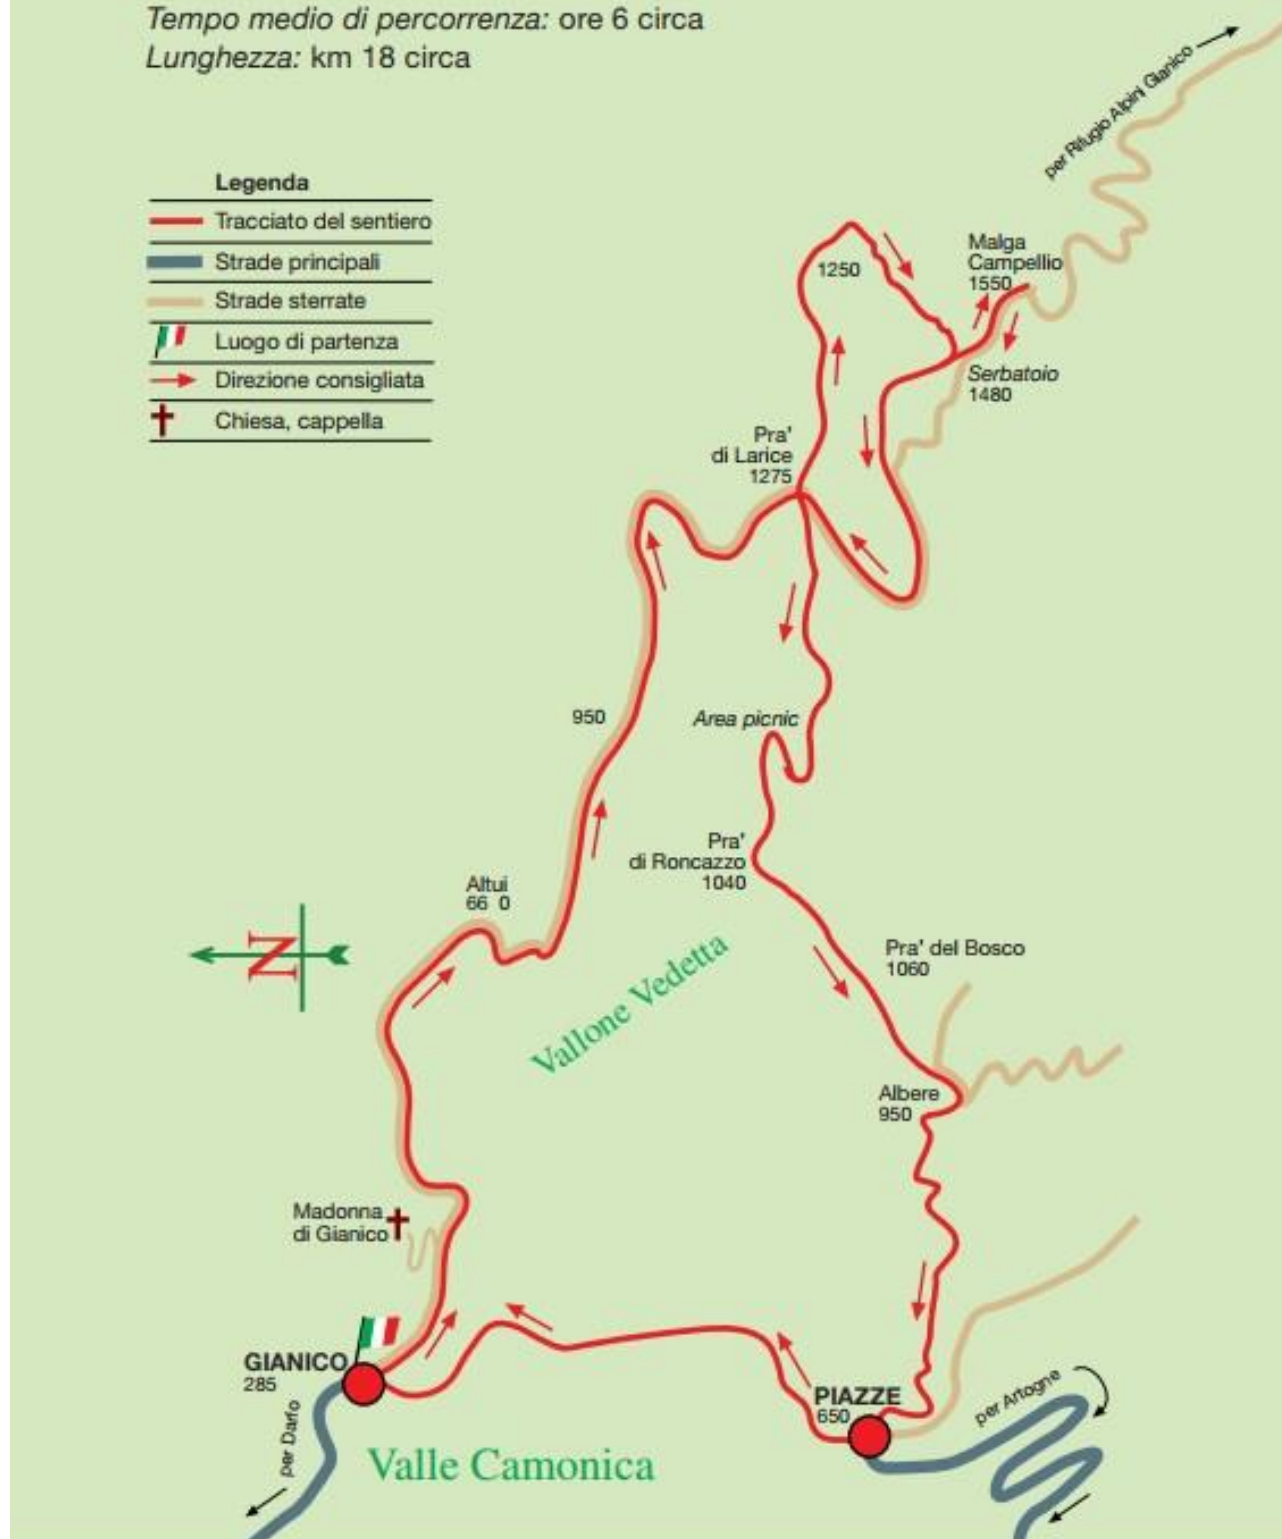 Tempo medio di percorrenza: ore 6 circa
Lunghezza: km 18 circa
per Rifugio Alpini Gianico
Legenda
Tracciato del sentiero
Strade principali
Strade sterrate
Luogo di partenza
Direzione consigliata
Chiesa, cappella
Malga
Campellio
1550
1250
Serbatoio
1480
Pra'
di Larice
1275
950
Area picnic
Pra'
di Roncazzo
1040
Altui
66 0
N
Vallone Vedetta
Pra' del Bosco
1060
Albere
950
Madonna
di Gianico
GIANICO
285
per Darfo
PIAZZE
650
per Artogne
Valle Camonica